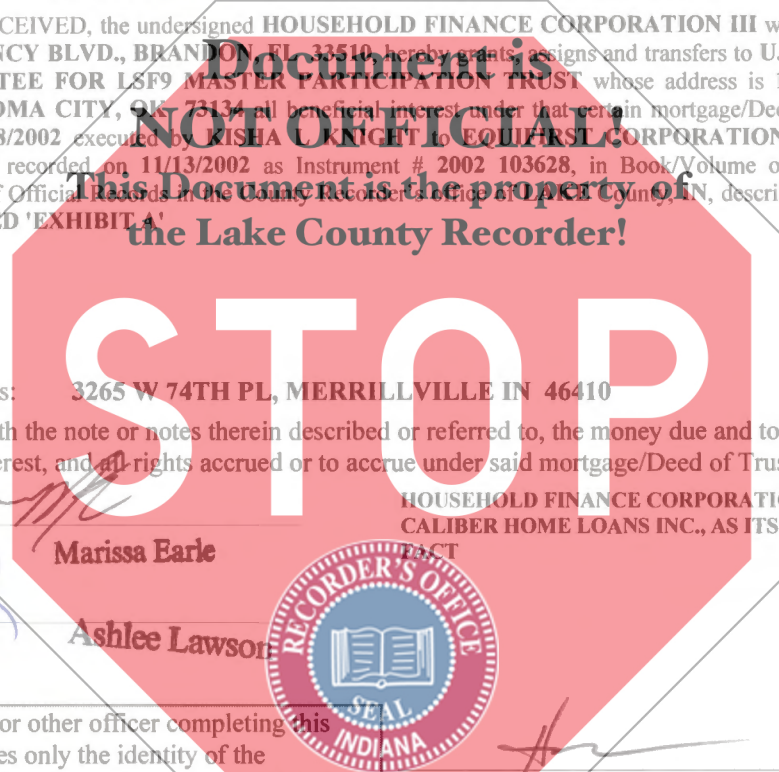 CEIVED, the undersigned HOUSEHOLD FINANCE CORPORATION III w
NCY BLVD., BRANDON, FL 33510 hereby grants, assigns and transfers to U.
Document is
TEE FOR LSF9 MASTER PARTICIPATION TRUST whose address is
OMA CITY, OK 73134 all beneficial interest under that certain mortgage/Dee
NOT OFFICIAL!
8/2002 executed by KISHA L KNIGHT to EQUIFIRST CORPORATION
recorded on 11/13/2002 as Instrument # 2002 103628, in Book/Volume o
This Document is the property of
f Official Records in the County Recorder's office of LAKE County, IN, descri
ED 'EXHIBIT A'
the Lake County Recorder!
STOP
s: 3265 W 74TH PL, MERRILLVILLE IN 46410
th the note or notes therein described or referred to, the money due and to
erest, and all rights accrued or to accrue under said mortgage/Deed of Trus
HOUSEHOLD FINANCE CORPORATIO
CALIBER HOME LOANS INC., AS ITS
FACT
Marissa Earle
Ashlee Lawson
RECORDER'S OFFICE
SEAL
INDIANA
or other officer completing this
es only the identity of the